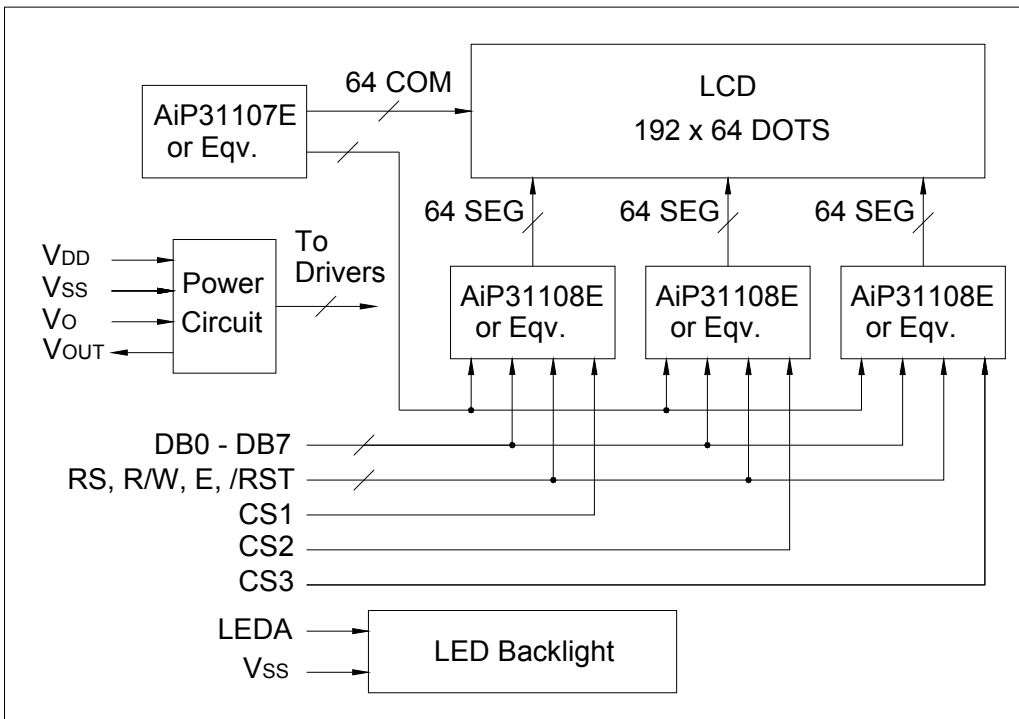 64 COM
AiP31107E
or Eqv.
LCD
192 x 64 DOTS
64 SEG
64 SEG
64 SEG
To
Drivers
VDD
VSS
VO
VOUT
Power
Circuit
AiP31108E
or Eqv.
AiP31108E
or Eqv.
AiP31108E
or Eqv.
DB0 - DB7
RS, R/W, E, /RST
CS1
CS2
CS3
LEDA
VSS
LED Backlight